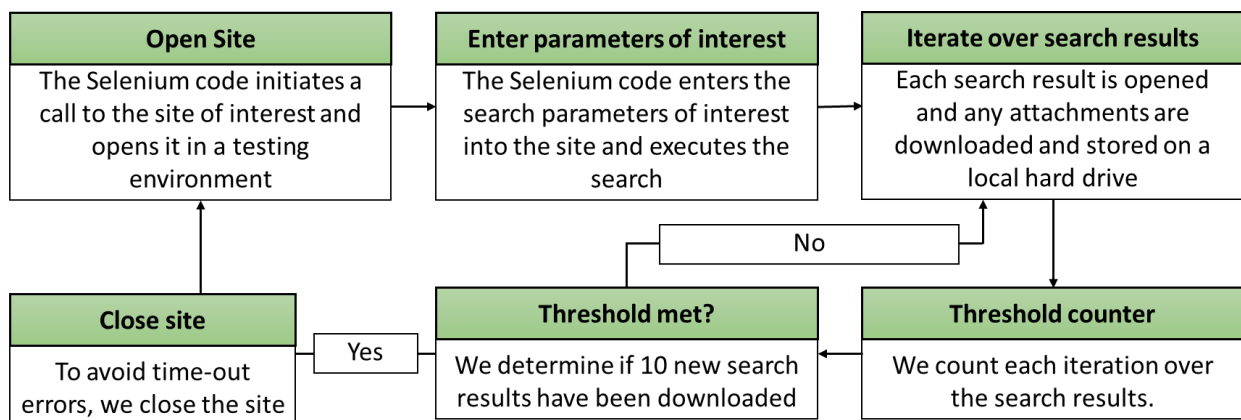 Open Site
The Selenium code initiates a
call to the site of interest and
opens it in a testing
environment
Enter parameters of interest
The Selenium code enters the
search parameters of interest
into the site and executes the
search
Iterate over search results
Each search result is opened
and any attachments are
downloaded and stored on a
local hard drive
No
Close site
To avoid time-out
errors, we close the site
Yes
Threshold met?
We determine if 10 new search
results have been downloaded
Threshold counter
We count each iteration over
the search results.